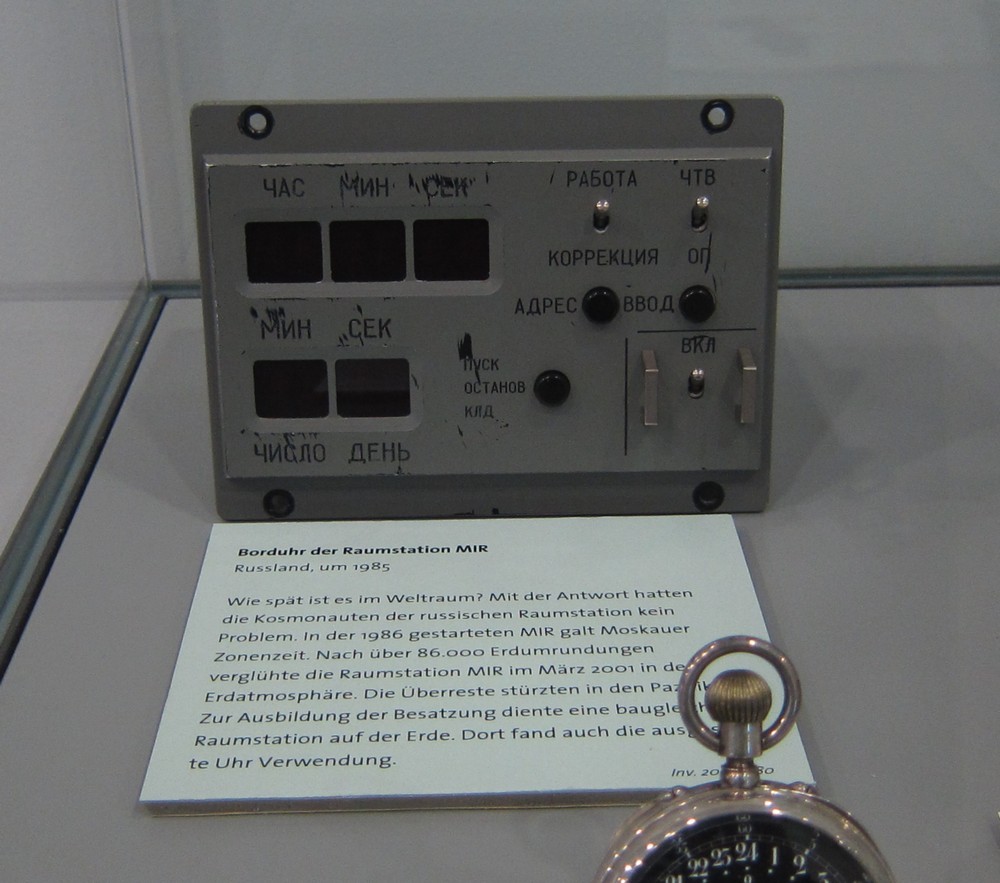 ЧАС МИН СЕК
РАБОТА ЧТВ
КОРРЕКЦИЯ ОП
АДРЕС ВВОД
МИН СЕК
ВКЛ
ПУСК
ОСТАНОВ
КЛД
ЧИСЛО ДЕНЬ
Borduhr der Raumstation MIR
Russland, um 1985
Wie spät ist es im Weltraum? Mit der Antwort hatten
die Kosmonauten der russischen Raumstation kein
Problem. In der 1986 gestarteten MIR galt Moskauer
Zonenzeit. Nach über 86.000 Erdumrundungen
verglühte die Raumstation MIR im März 2001 in
Erdatmosphäre. Die Überreste stürzten in den
Zur Ausbildung der Besatzung diente eine
Raumstation auf der Erde. Dort fand auch die
te Uhr Verwendung.
Inv.
22 24 1